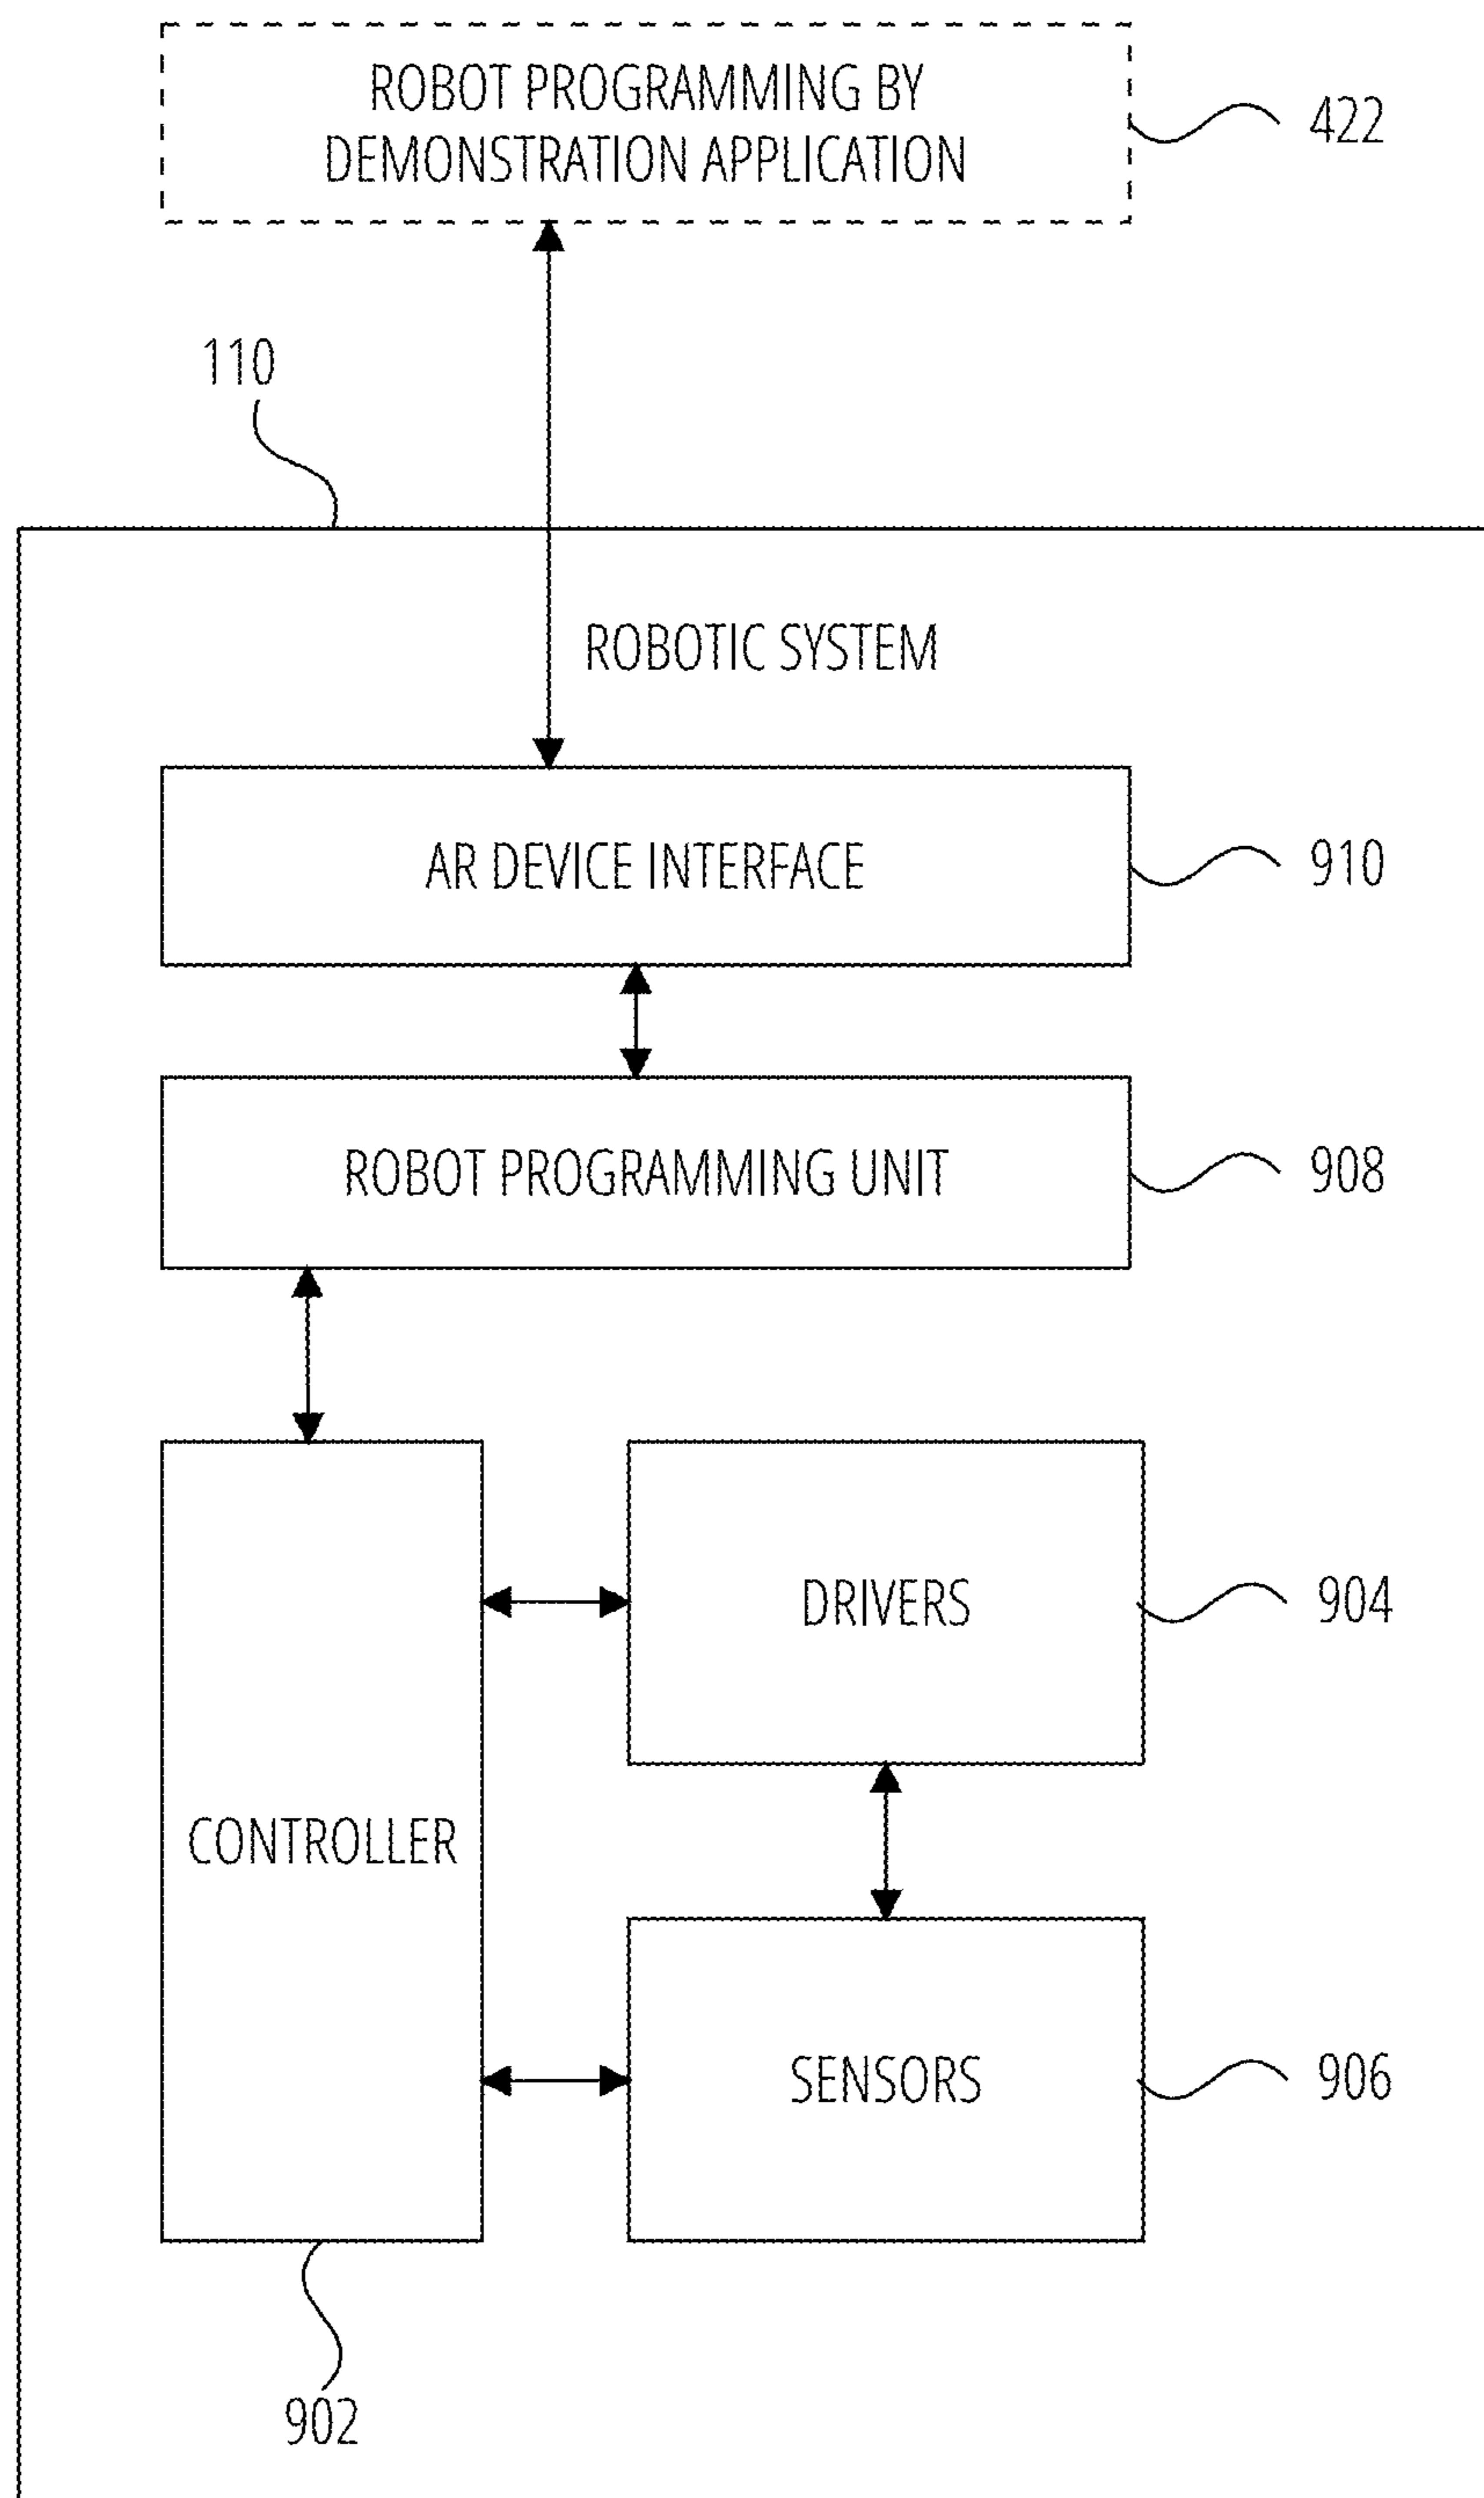 ROBOT PROGRAMMING BY
DEMONSTRATION APPLICATION
422
110
ROBOTIC SYSTEM
AR DEVICE INTERFACE
910
ROBOT PROGRAMMING UNIT
908
DRIVERS
904
CONTROLLER
SENSORS
906
902